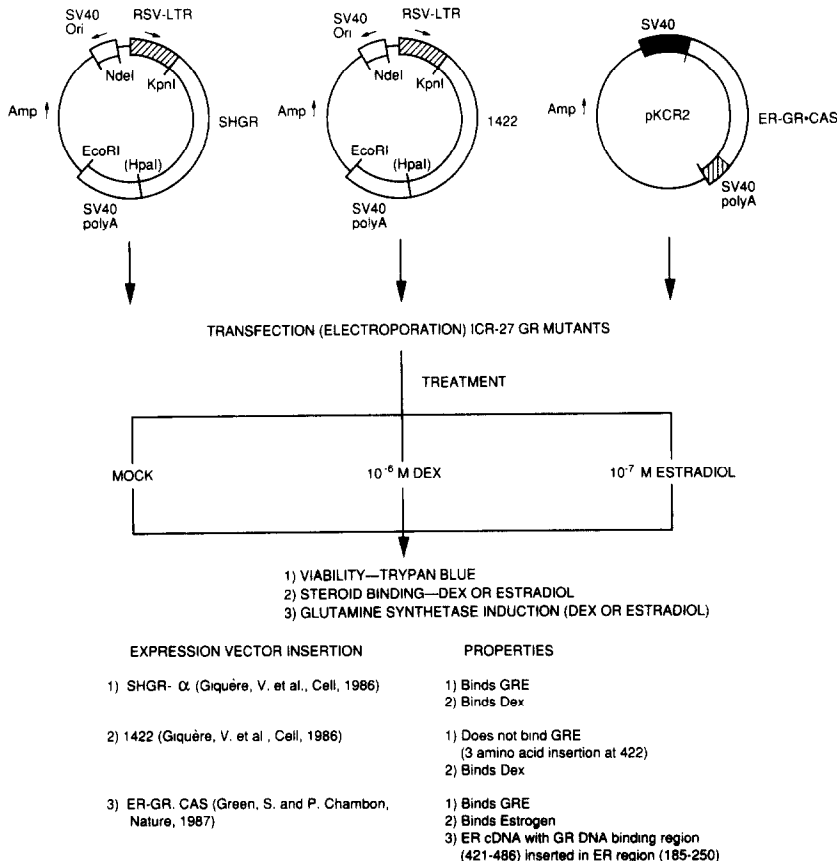 SV40
Ori
RSV-LTR
NdeI
KpnI
Amp
SHGR
EcoRI
(HpaI)
SV40
polyA
SV40
Ori
RSV-LTR
NdeI
KpnI
Amp
1422
EcoRI
(HpaI)
SV40
polyA
SV40
Amp
pKCR2
ER-GR•CAS
SV40
polyA
TRANSFECTION (ELECTROPORATION) ICR-27 GR MUTANTS
TREATMENT
MOCK
10⁻⁶ M DEX
10⁻⁷ M ESTRADIOL
1) VIABILITY—TRYPAN BLUE
2) STEROID BINDING—DEX OR ESTRADIOL
3) GLUTAMINE SYNTHETASE INDUCTION (DEX OR ESTRADIOL)
EXPRESSION VECTOR INSERTION
PROPERTIES
1) SHGR- α (Giquère, V. et al., Cell, 1986)
1) Binds GRE
2) Binds Dex
2) 1422 (Giquère, V. et al , Cell, 1986)
1) Does not bind GRE
(3 amino acid insertion at 422)
2) Binds Dex
3) ER-GR. CAS (Green, S. and P. Chambon,
Nature, 1987)
1) Binds GRE
2) Binds Estrogen
3) ER cDNA with GR DNA binding region
(421-486) inserted in ER region (185-250)